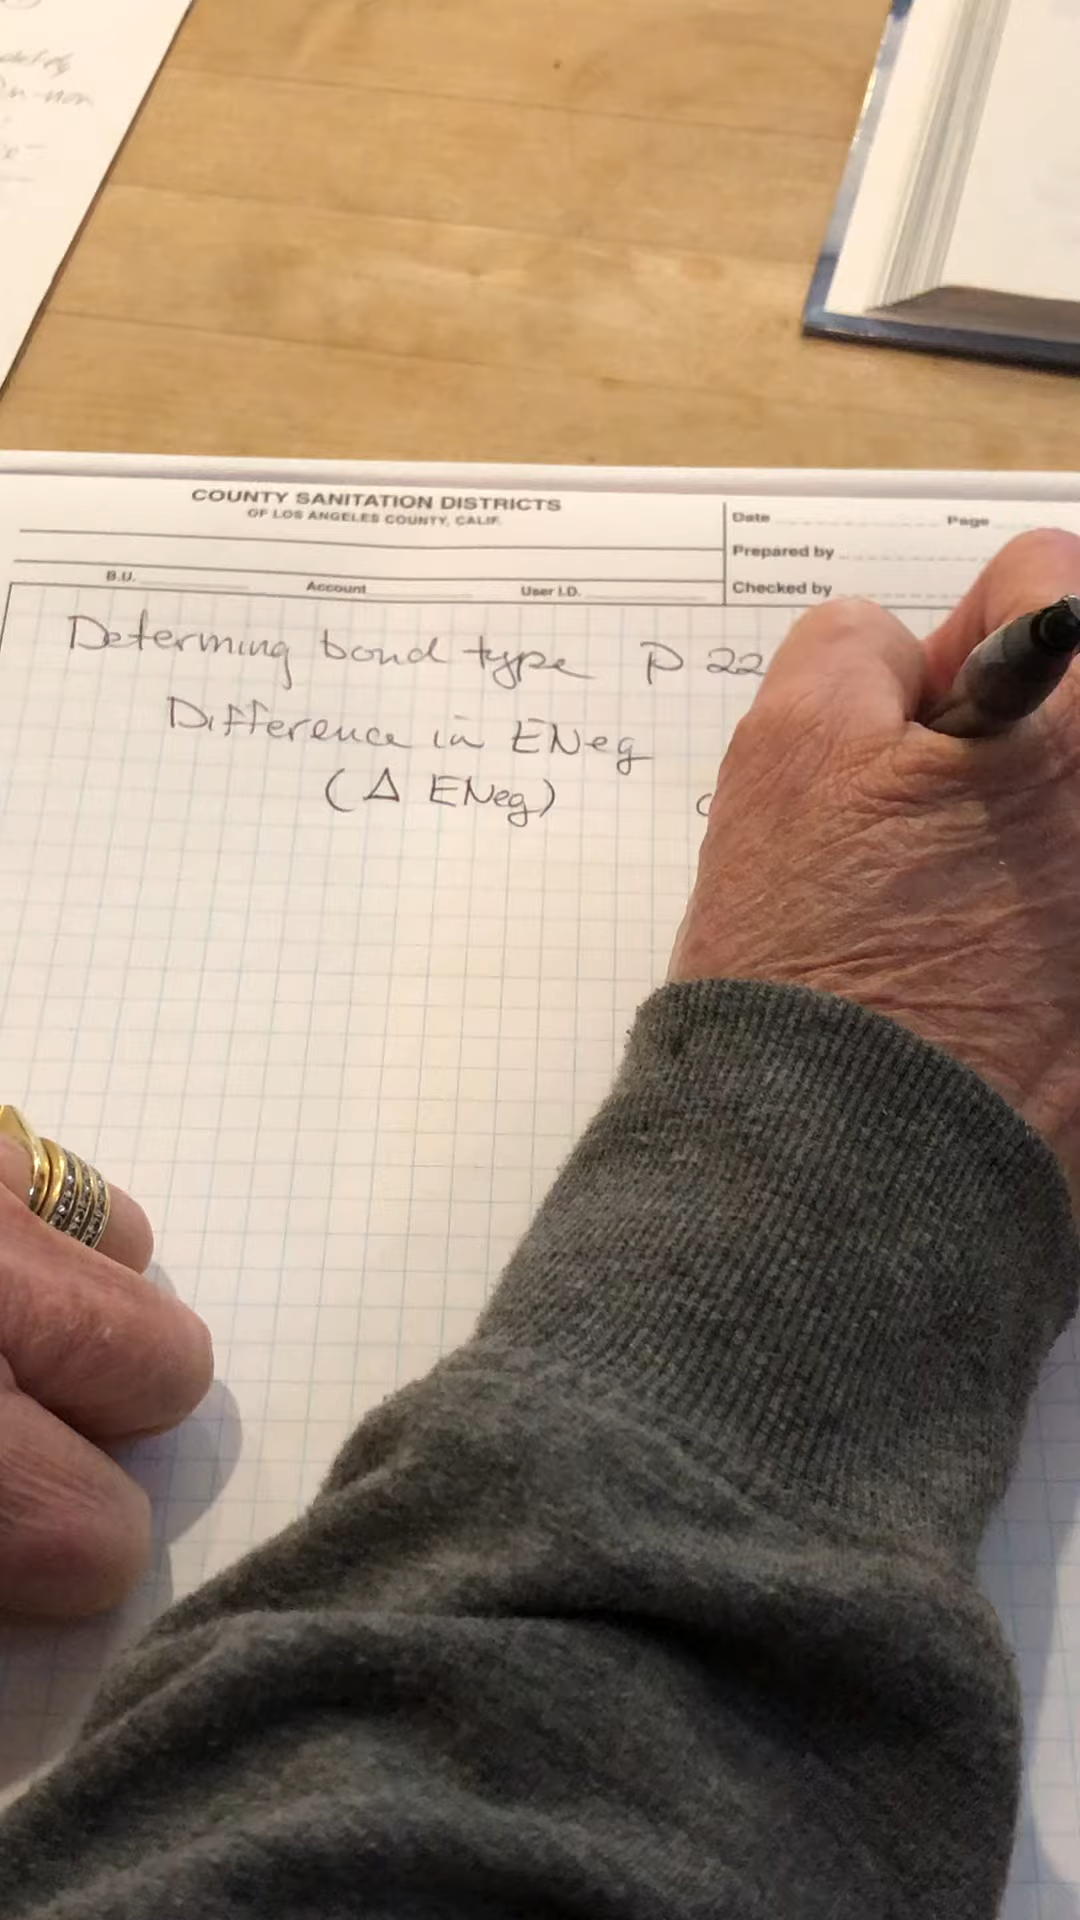 COUNTY SANITATION DISTRICTS
OF LOS ANGELES COUNTY, CALIF.
Date Page
Prepared by
Checked by
B.U. Account User I.D.
Determing bond type P 22
Difference in ENeg
(Δ ENeg) (